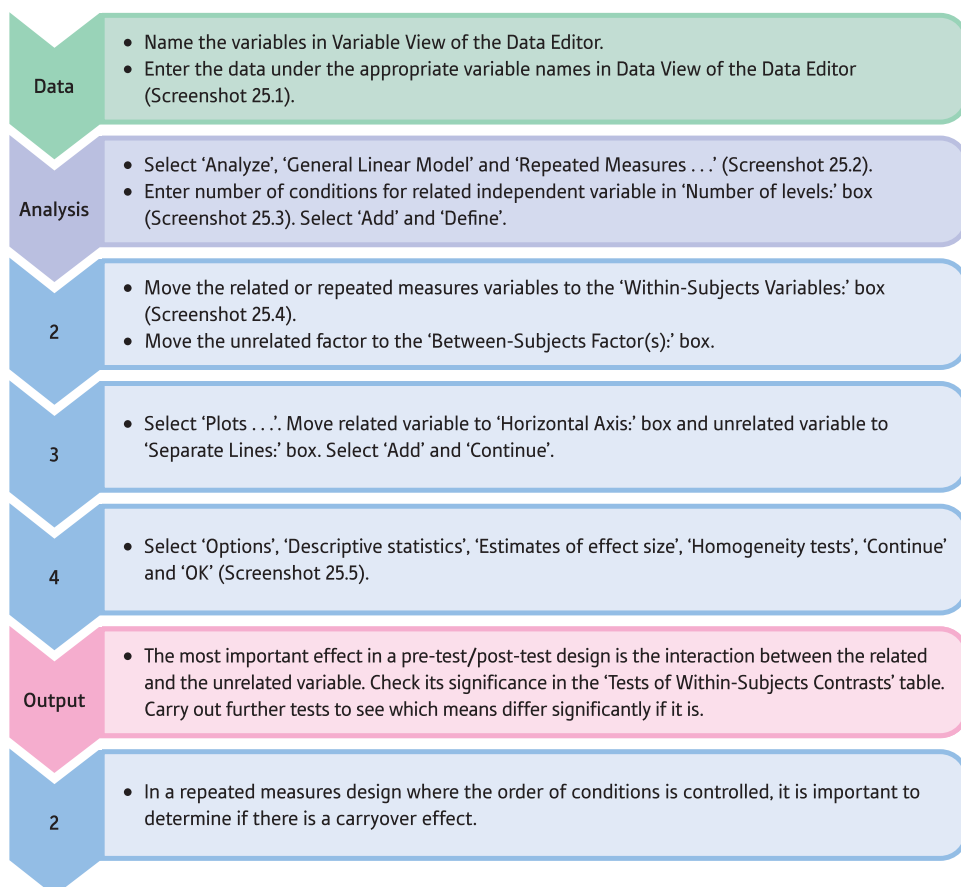 Data
• Name the variables in Variable View of the Data Editor.
• Enter the data under the appropriate variable names in Data View of the Data Editor
(Screenshot 25.1).
Analysis
• Select ‘Analyze’, ‘General Linear Model’ and ‘Repeated Measures . . .’ (Screenshot 25.2).
• Enter number of conditions for related independent variable in ‘Number of levels:’ box
(Screenshot 25.3). Select ‘Add’ and ‘Define’.
2
• Move the related or repeated measures variables to the ‘Within-Subjects Variables:’ box
(Screenshot 25.4).
• Move the unrelated factor to the ‘Between-Subjects Factor(s):’ box.
3
• Select ‘Plots . . .’. Move related variable to ‘Horizontal Axis:’ box and unrelated variable to
‘Separate Lines:’ box. Select ‘Add’ and ‘Continue’.
4
• Select ‘Options’, ‘Descriptive statistics’, ‘Estimates of effect size’, ‘Homogeneity tests’, ‘Continue’
and ‘OK’ (Screenshot 25.5).
Output
• The most important effect in a pre-test/post-test design is the interaction between the related
and the unrelated variable. Check its significance in the ‘Tests of Within-Subjects Contrasts’ table.
Carry out further tests to see which means differ significantly if it is.
2
• In a repeated measures design where the order of conditions is controlled, it is important to
determine if there is a carryover effect.